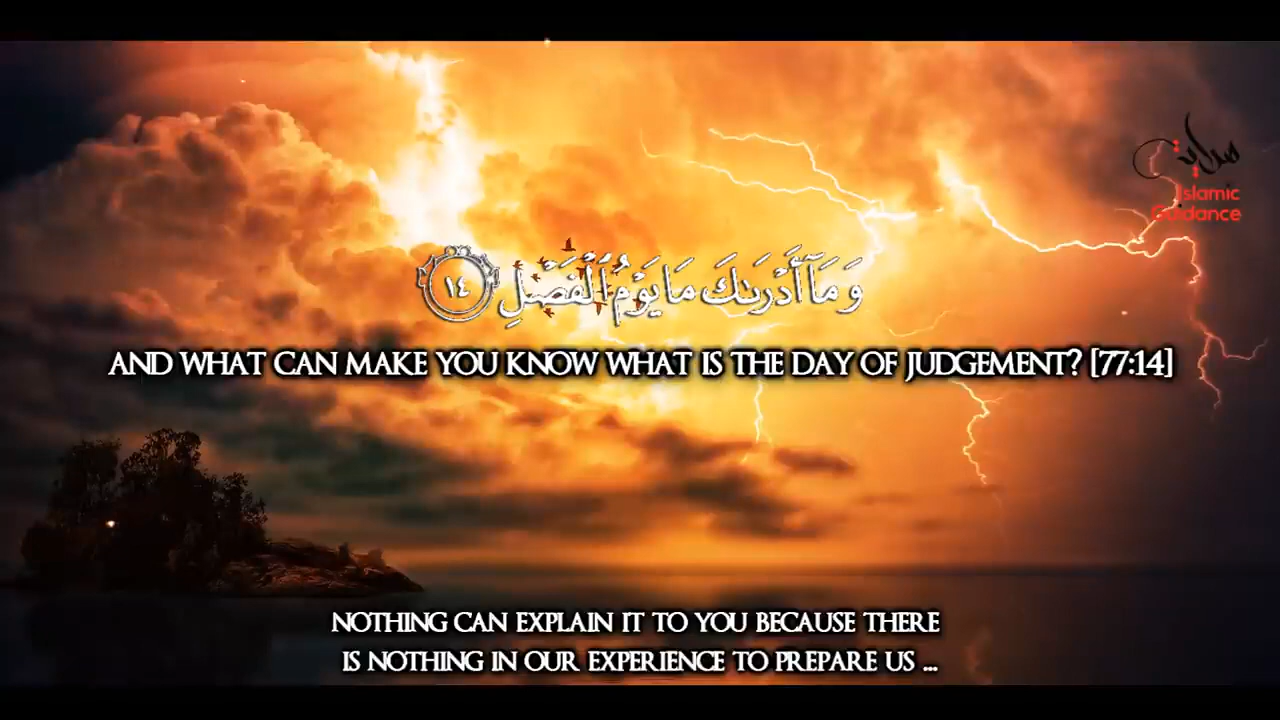 هداية
Islamic
Guidance
وَمَآ أَدْرَىٰكَ مَا يَوْمُ ٱلْفَصْلِ ١٤
AND WHAT CAN MAKE YOU KNOW WHAT IS THE DAY OF JUDGEMENT? [77:14]
NOTHING CAN EXPLAIN IT TO YOU BECAUSE THERE
IS NOTHING IN OUR EXPERIENCE TO PREPARE US ...